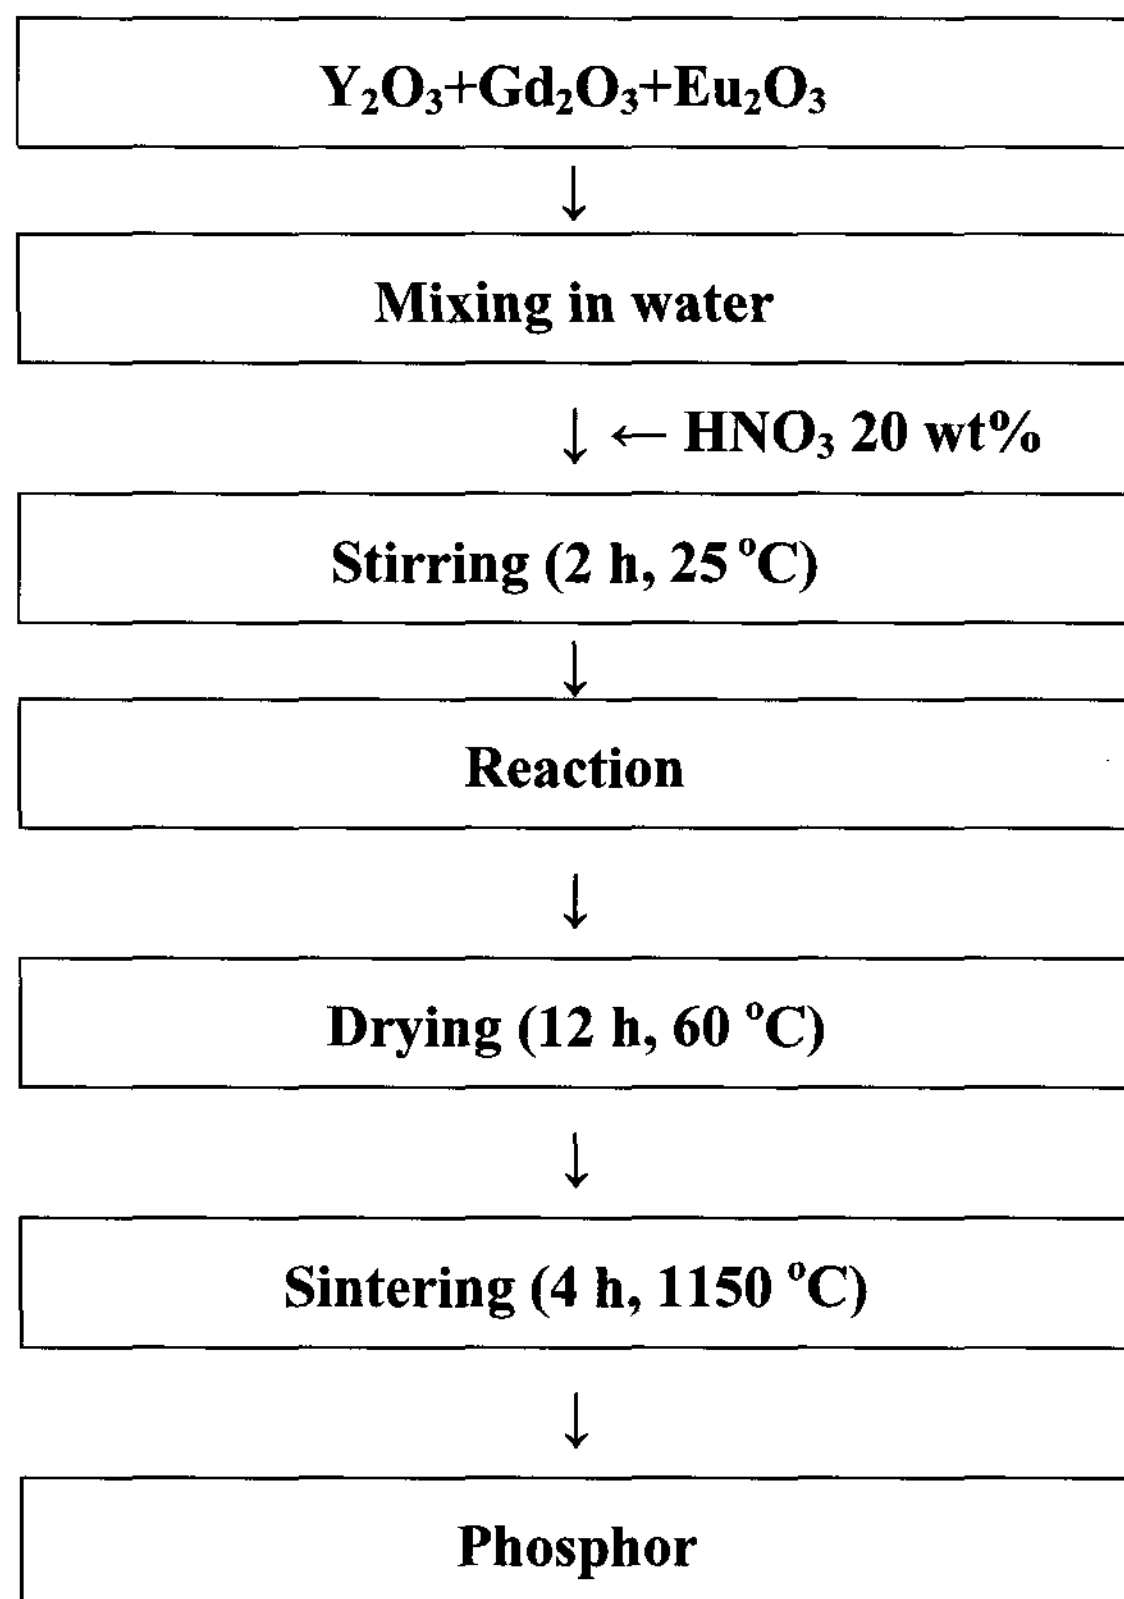 Y₂O₃+Gd₂O₃+Eu₂O₃
↓
Mixing in water
↓ ← HNO₃ 20 wt%
Stirring (2 h, 25 °C)
↓
Reaction
↓
Drying (12 h, 60 °C)
↓
Sintering (4 h, 1150 °C)
↓
Phosphor